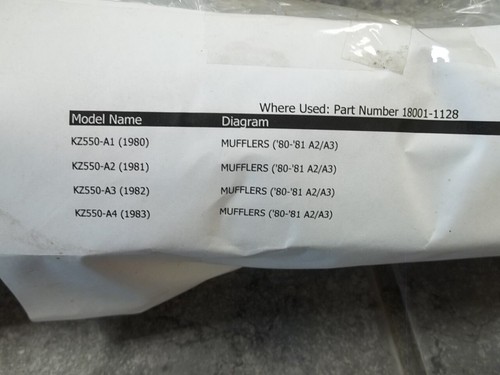 Where Used: Part Number 18001-1128
Model Name Diagram
KZ550-A1 (1980) MUFFLERS ('80-'81 A2/A3)
KZ550-A2 (1981) MUFFLERS ('80-'81 A2/A3)
KZ550-A3 (1982) MUFFLERS ('80-'81 A2/A3)
KZ550-A4 (1983) MUFFLERS ('80-'81 A2/A3)